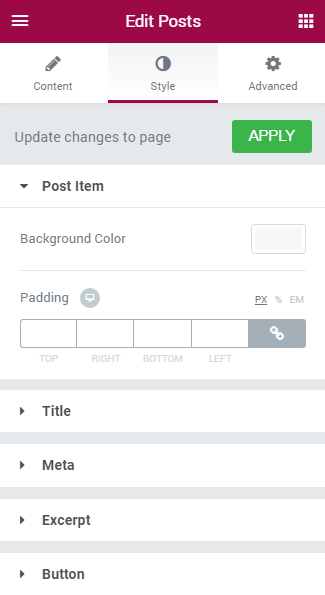 Edit Posts
Content Style Advanced
Update changes to page APPLY
Post Item
Background Color
Padding PX % EM
TOP RIGHT BOTTOM LEFT
Title
Meta
Excerpt
Button